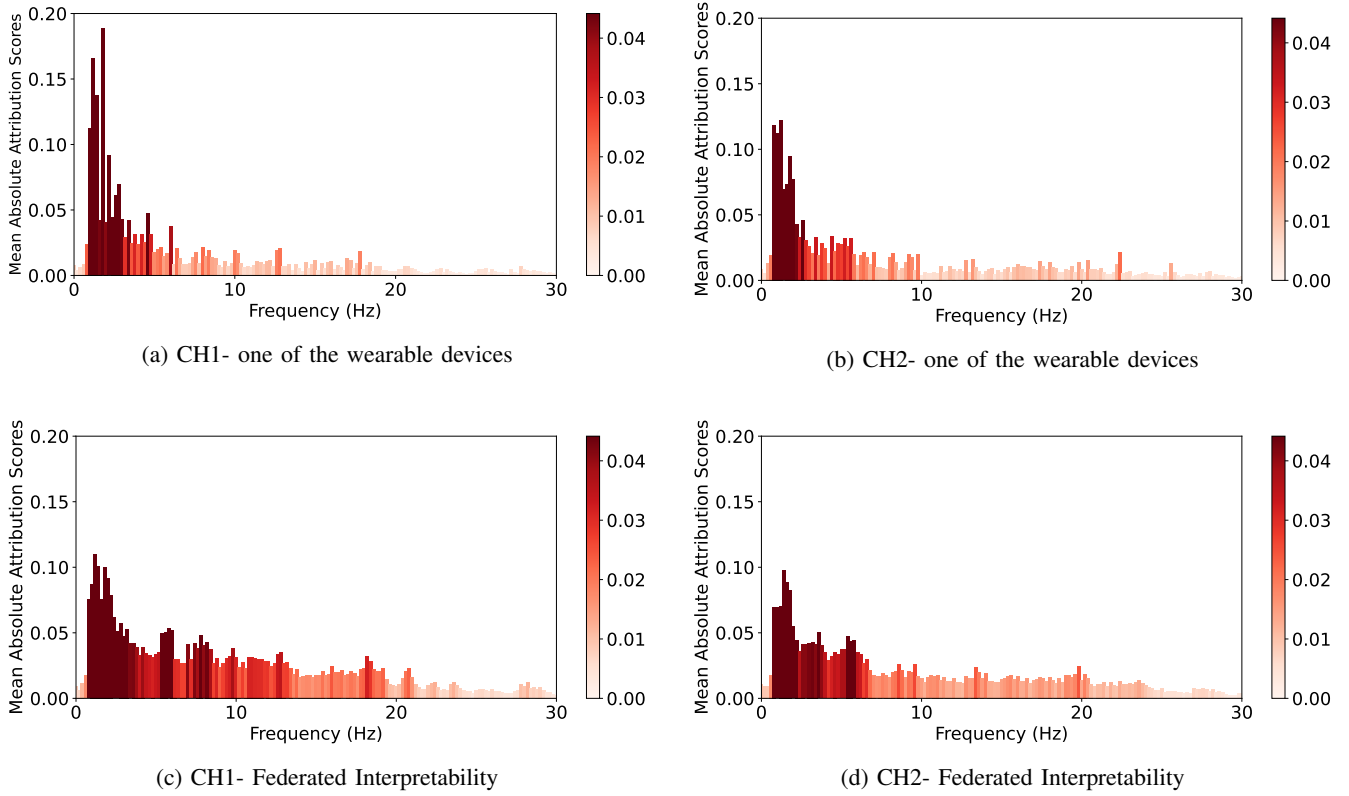 Mean Absolute Attribution Scores
0.20
0.15
0.10
0.05
0.00
0 10 20 30
Frequency (Hz)
0.04
0.03
0.02
0.01
0.00
(a) CH1- one of the wearable devices
Mean Absolute Attribution Scores
0.20
0.15
0.10
0.05
0.00
0 10 20 30
Frequency (Hz)
0.04
0.03
0.02
0.01
0.00
(b) CH2- one of the wearable devices
Mean Absolute Attribution Scores
0.20
0.15
0.10
0.05
0.00
0 10 20 30
Frequency (Hz)
0.04
0.03
0.02
0.01
0.00
(c) CH1- Federated Interpretability
Mean Absolute Attribution Scores
0.20
0.15
0.10
0.05
0.00
0 10 20 30
Frequency (Hz)
0.04
0.03
0.02
0.01
0.00
(d) CH2- Federated Interpretability